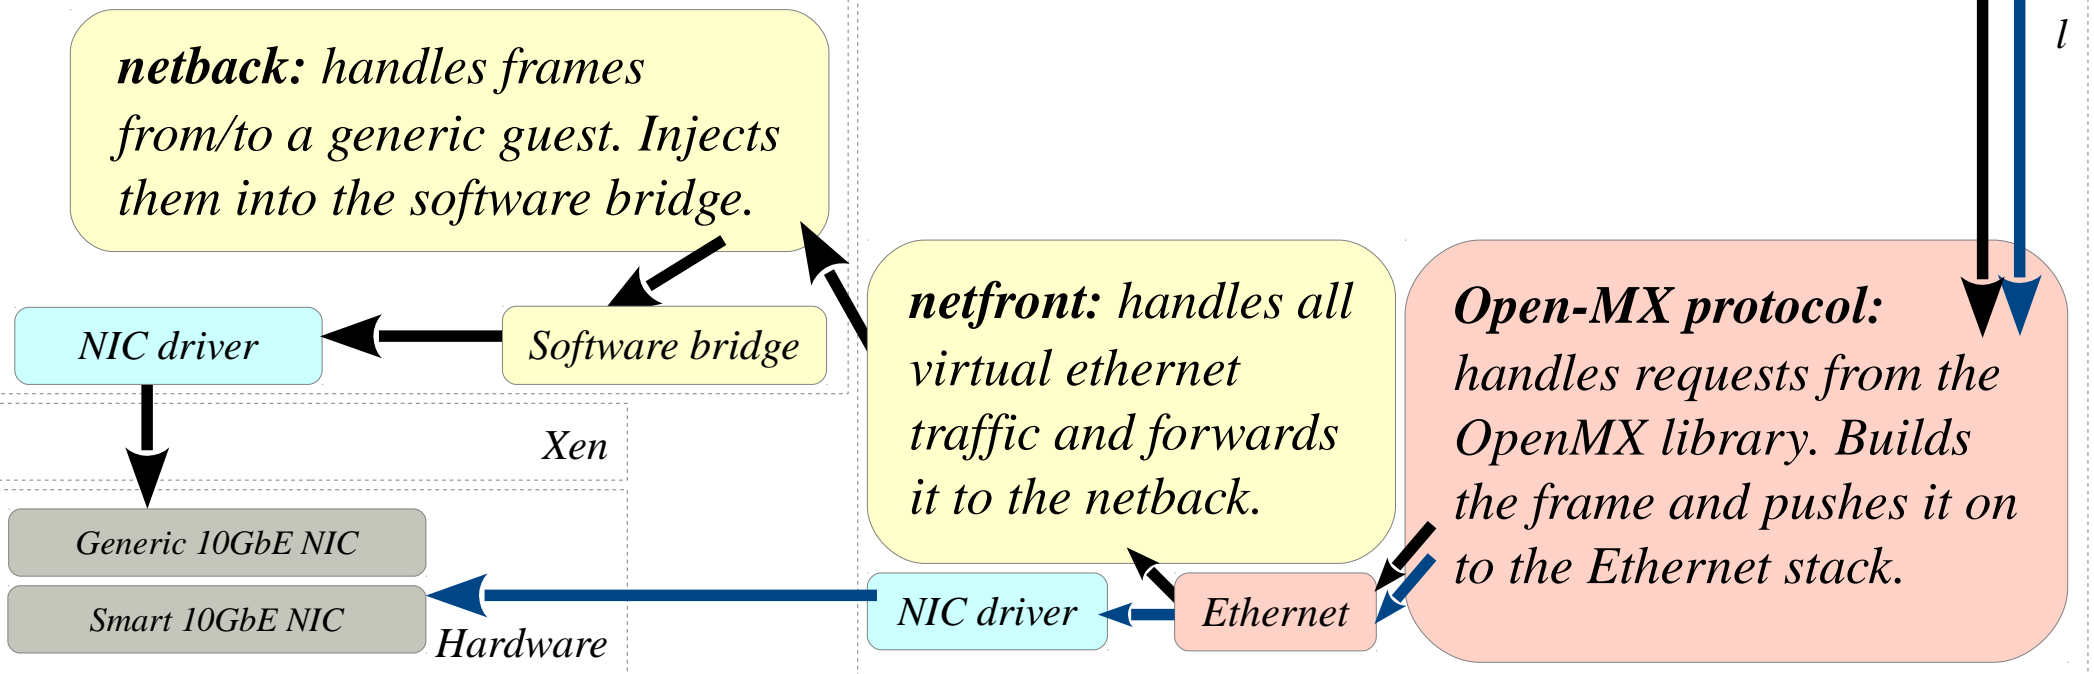 l
netback: handles frames
from/to a generic guest. Injects
them into the software bridge.
NIC driver
Software bridge
Xen
Generic 10GbE NIC
Smart 10GbE NIC
Hardware
netfront: handles all
virtual ethernet
traffic and forwards
it to the netback.
NIC driver
Ethernet
Open-MX protocol:
handles requests from the
OpenMX library. Builds
the frame and pushes it on
to the Ethernet stack.